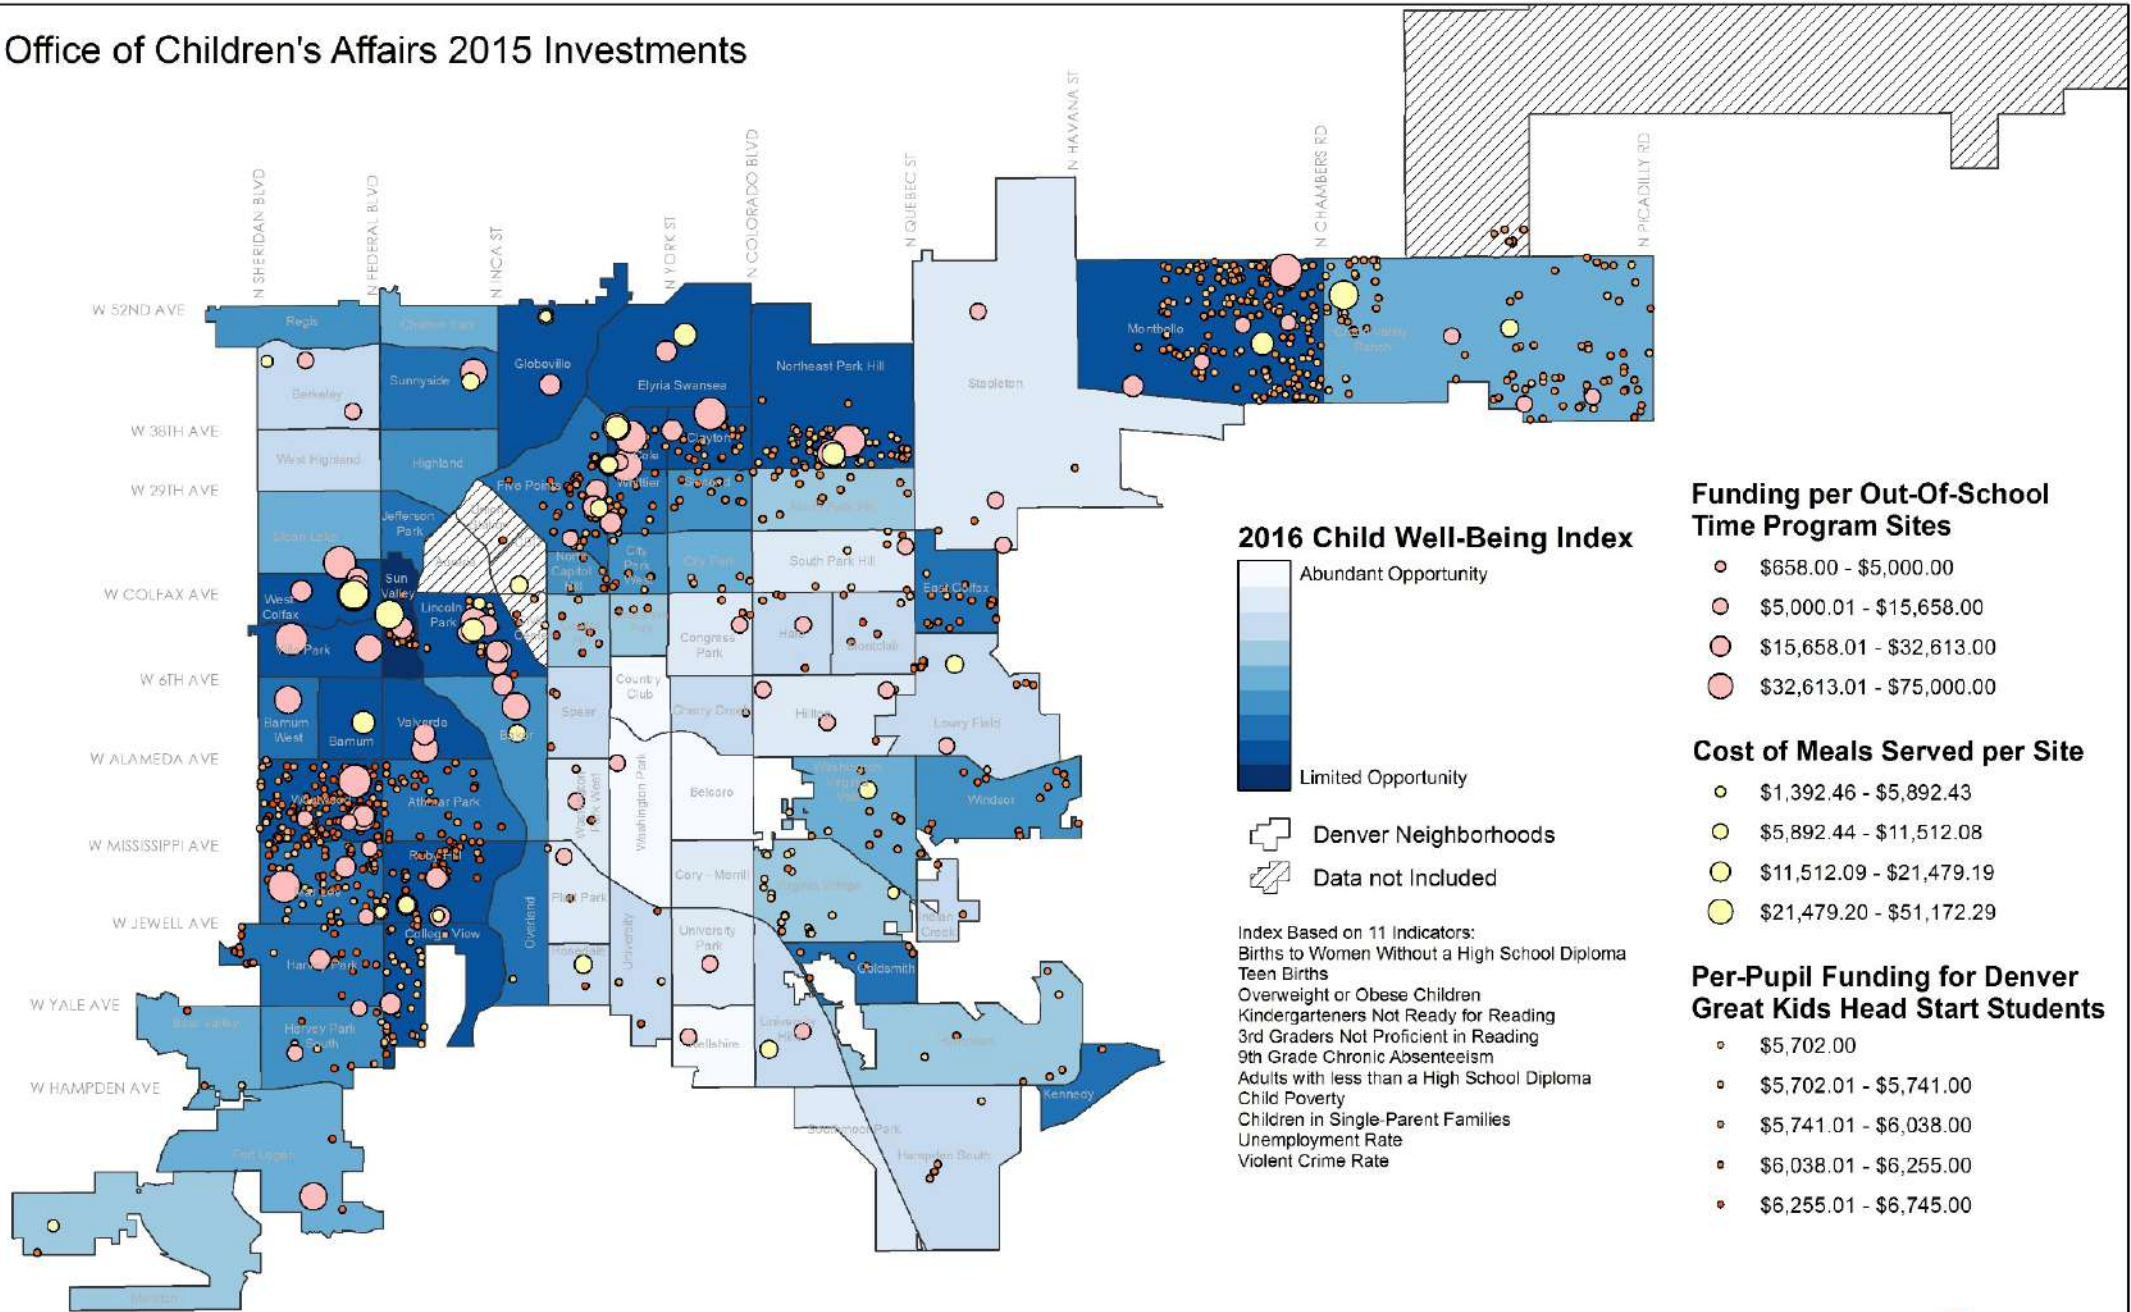 Office of Children's Affairs 2015 Investments
N SHERIDAN BLVD
N FEDERAL BLVD
N INCA ST
N YORK ST
N COLORADO BLVD
N QUEBEC ST
N HAVANA ST
N CHAMBERS RD
N PICADILLY RD
W 52ND AVE
W 38TH AVE
W 29TH AVE
W COLFAX AVE
W 6TH AVE
W ALAMEDA AVE
W MISSISSIPPI AVE
W JEWELL AVE
W YALE AVE
W HAMPDEN AVE
Regis
Berkeley
Sunnyside
Globeville
Elyria Swansea
Northeast Park Hill
Stapleton
Montbello
Ranch
West Highland
Highland
Five Points
Cole
Clayton
Whittier
Jefferson
Park
Sun
Valley
West
Colfax
Lincoln
Park
North
Capitol
Hill
City
Park
West
City Park
South Park Hill
East Colfax
Congress
Park
Hale
Montclair
Country
Club
Speer
Cherry Creek
Hilltop
Lowry Field
Barnum
West
Barnum
Valverde
Baker
Athmar Park
Ruby Hill
Washington Park
Belcaro
Windsor
Cory - Merrill
Platt Park
Overland
University
University
Park
College View
Harvey Park
Harvey Park
South
Goldsmith
Indian
Creek
Kennedy
Southmoor Park
Hampden South
Fort Logan
Marston
2016 Child Well-Being Index
Abundant Opportunity
Limited Opportunity
Denver Neighborhoods
Data not Included
Index Based on 11 Indicators:
Births to Women Without a High School Diploma
Teen Births
Overweight or Obese Children
Kindergarteners Not Ready for Reading
3rd Graders Not Proficient in Reading
9th Grade Chronic Absenteeism
Adults with less than a High School Diploma
Child Poverty
Children in Single-Parent Families
Unemployment Rate
Violent Crime Rate
Funding per Out-Of-School
Time Program Sites
$658.00 - $5,000.00
$5,000.01 - $15,658.00
$15,658.01 - $32,613.00
$32,613.01 - $75,000.00
Cost of Meals Served per Site
$1,392.46 - $5,892.43
$5,892.44 - $11,512.08
$11,512.09 - $21,479.19
$21,479.20 - $51,172.29
Per-Pupil Funding for Denver
Great Kids Head Start Students
$5,702.00
$5,702.01 - $5,741.00
$5,741.01 - $6,038.00
$6,038.01 - $6,255.00
$6,255.01 - $6,745.00